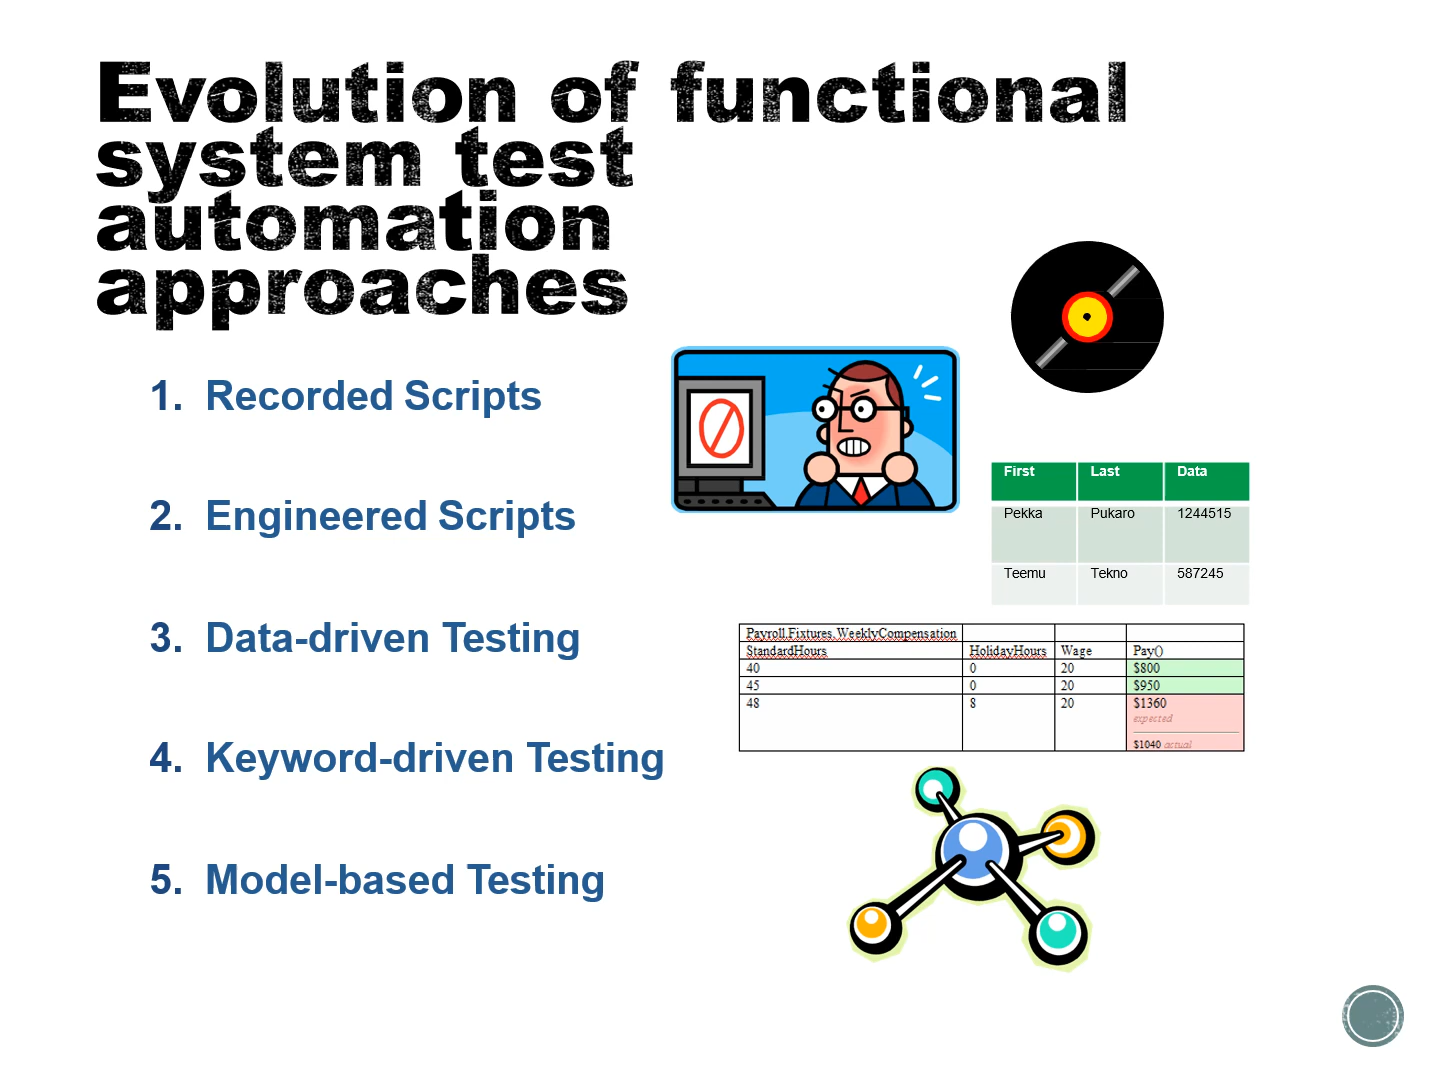 Evolution of functional
system test
automation
approaches
1. Recorded Scripts
2. Engineered Scripts
3. Data-driven Testing
4. Keyword-driven Testing
5. Model-based Testing
First Last Data
Pekka Pukaro 1244515
Teemu Tekno 587245
Payroll.Fixtures.WeeklyCompensation
StandardHours HolidayHours Wage Pay()
40 0 20 $800
45 0 20 $950
48 8 20 $1360
expected
$1040 actual